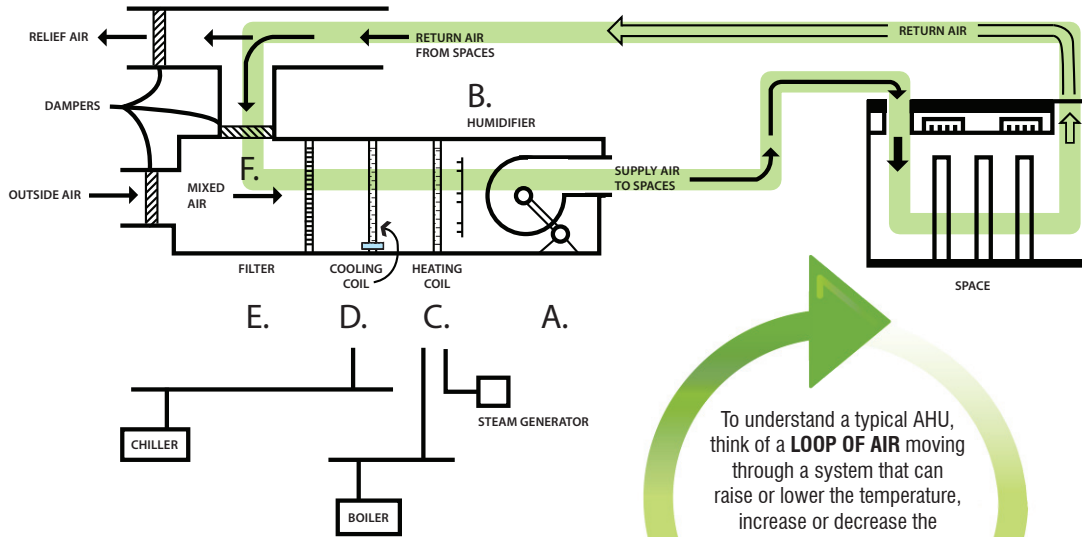 RELIEF AIR
RETURN AIR
FROM SPACES
RETURN AIR
DAMPERS
B.
HUMIDIFIER
F.
OUTSIDE AIR
MIXED
AIR
SUPPLY AIR
TO SPACES
FILTER
COOLING
COIL
HEATING
COIL
SPACE
E.
D.
C.
A.
STEAM GENERATOR
CHILLER
BOILER
To understand a typical AHU,
think of a LOOP OF AIR moving
through a system that can
raise or lower the temperature,
increase or decrease the